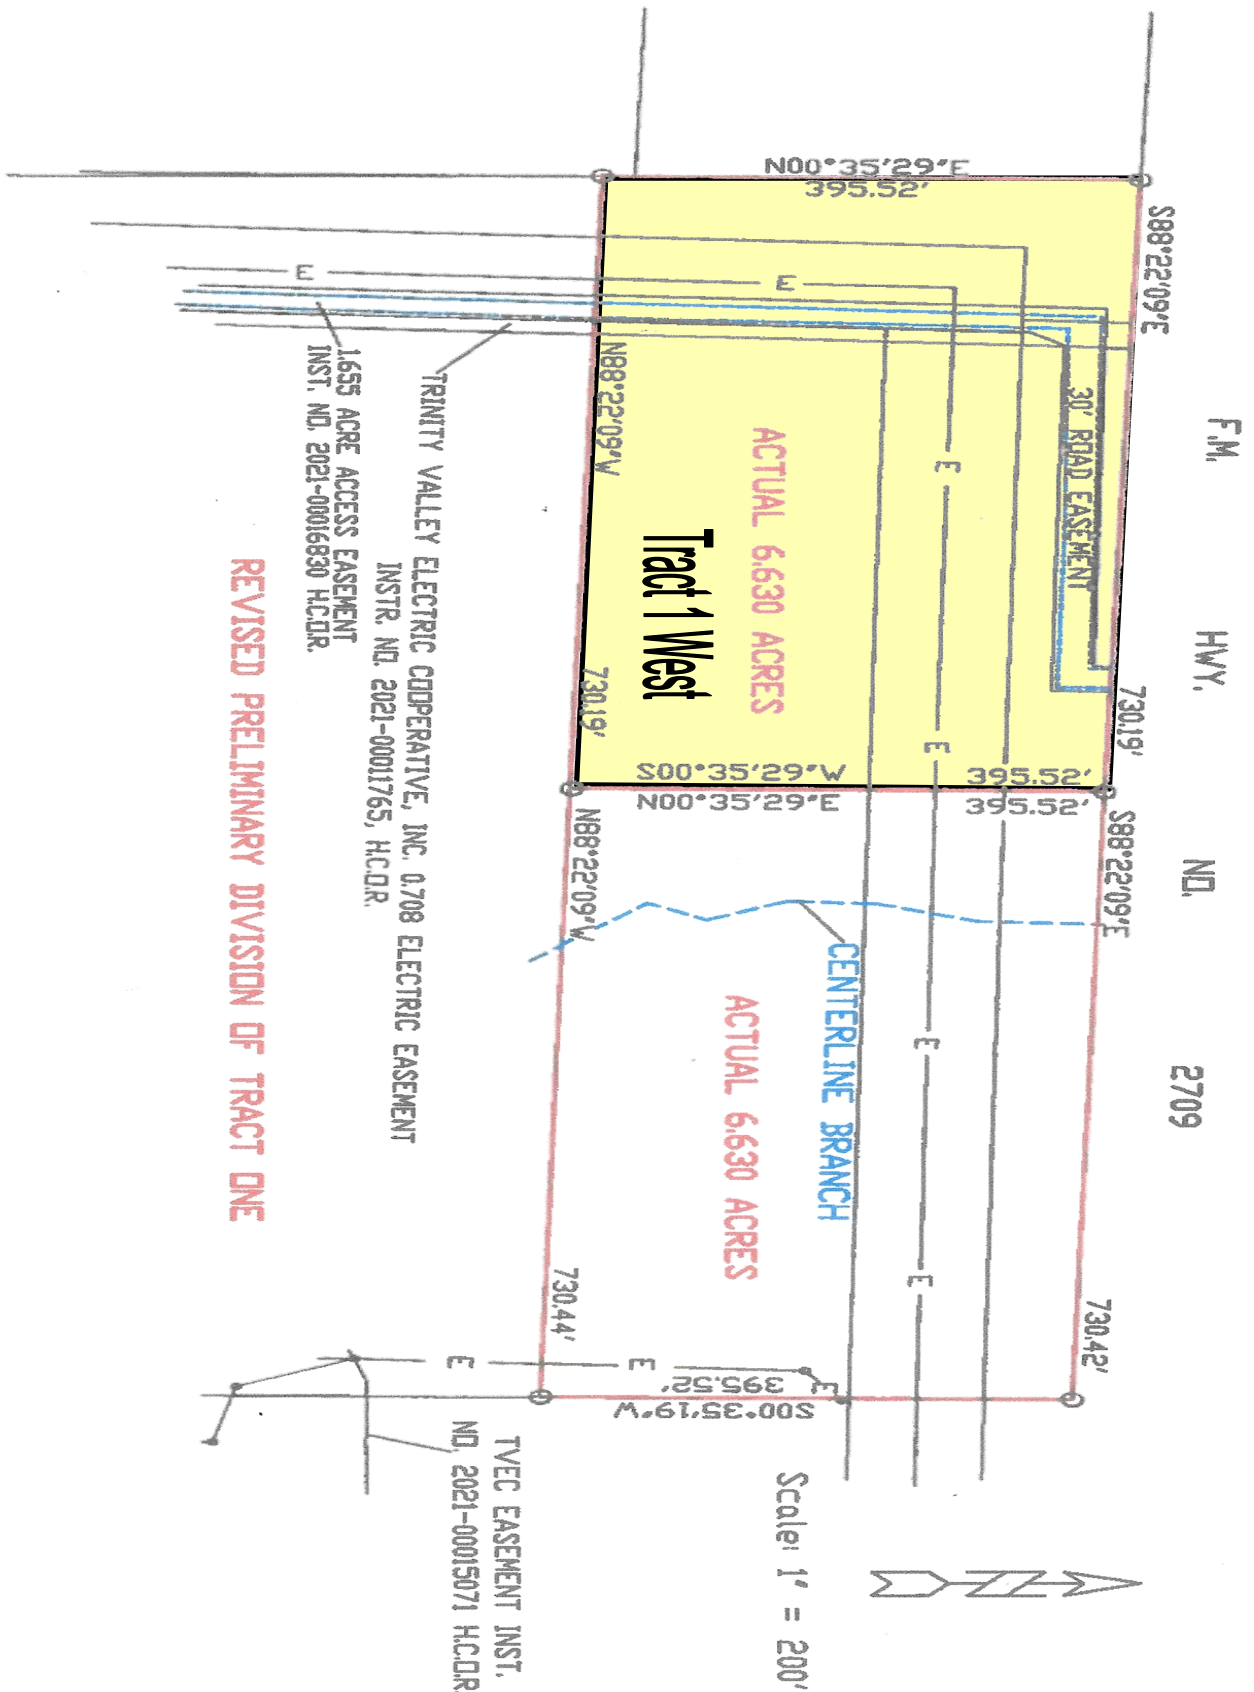 F.M. HWY. NO. 2709
S88°22'09"E
730.19'
S88°22'09"E
730.42'
N00°35'29"E
395.52'
30' ROAD EASEMENT
E
E
E
E
E
E
ACTUAL 6.630 ACRES
Tract 1 West
S00°35'29"W
395.52'
N00°35'29"E
395.52'
CENTERLINE BRANCH
ACTUAL 6.630 ACRES
N88°22'09"W
730.19'
N88°22'09"W
730.44'
E
E
E
395.52'
S00°35'19"W
TRINITY VALLEY ELECTRIC COOPERATIVE, INC. 0.708 ELECTRIC EASEMENT
INSTR. NO. 2021-00011765, H.C.O.R.
1.655 ACRE ACCESS EASEMENT
INST. NO. 2021-00016830 H.C.O.R.
TVEC EASEMENT INST.
NO. 2021-00015071 H.C.O.R
Scale: 1" = 200'
REVISED PRELIMINARY DIVISION OF TRACT ONE